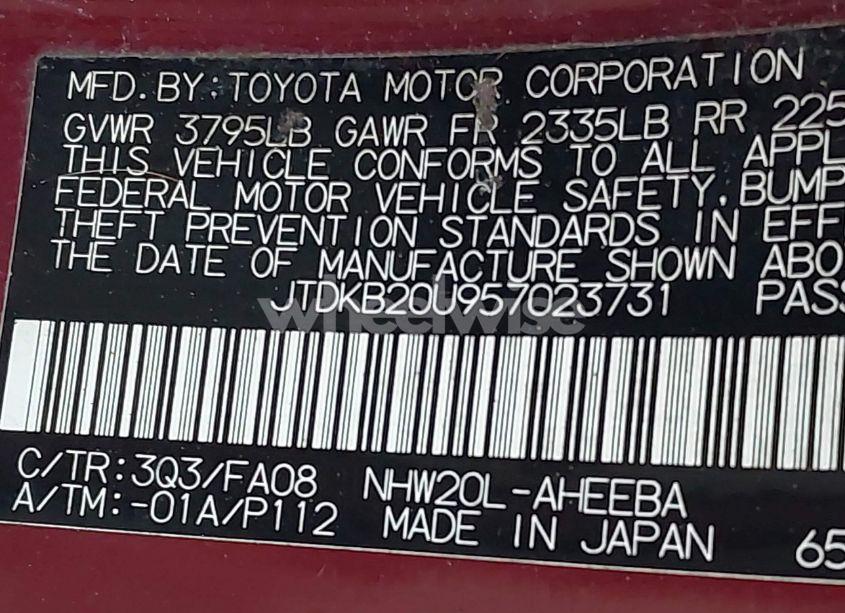 MFD. BY: TOYOTA MOTOR CORPORATION
GVWR 3795LB GAWR FR 2335LB RR 225
THIS VEHICLE CONFORMS TO ALL APPL
FEDERAL MOTOR VEHICLE SAFETY, BUMP
THEFT PREVENTION STANDARDS IN EFF
THE DATE OF MANUFACTURE SHOWN ABO
JTDKB20U957023731 PASS
wheelwise
C/TR: 3Q3/FA08 NHW20L-AHEEBA
A/TM: -01A/P112 MADE IN JAPAN 65